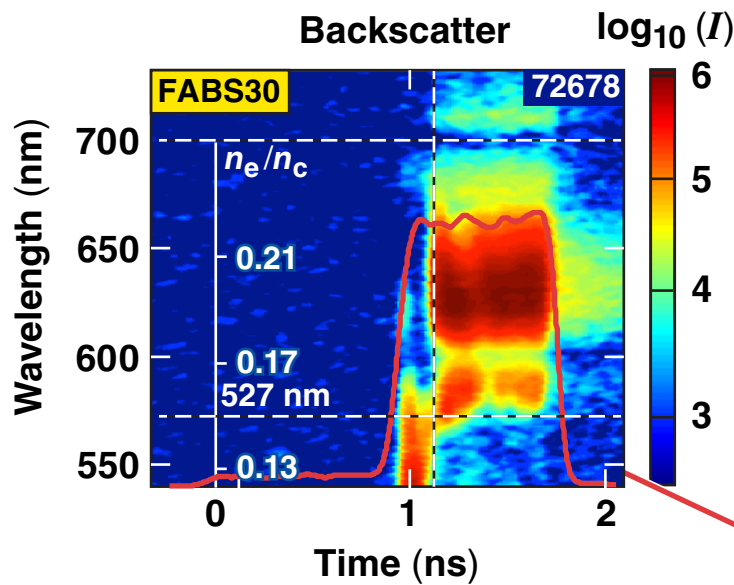 Backscatter
log10 (I)
FABS30
72678
6
5
4
3
700
650
600
550
ne/nc
0.21
0.17
527 nm
0.13
0
1
2
Wavelength (nm)
Time (ns)